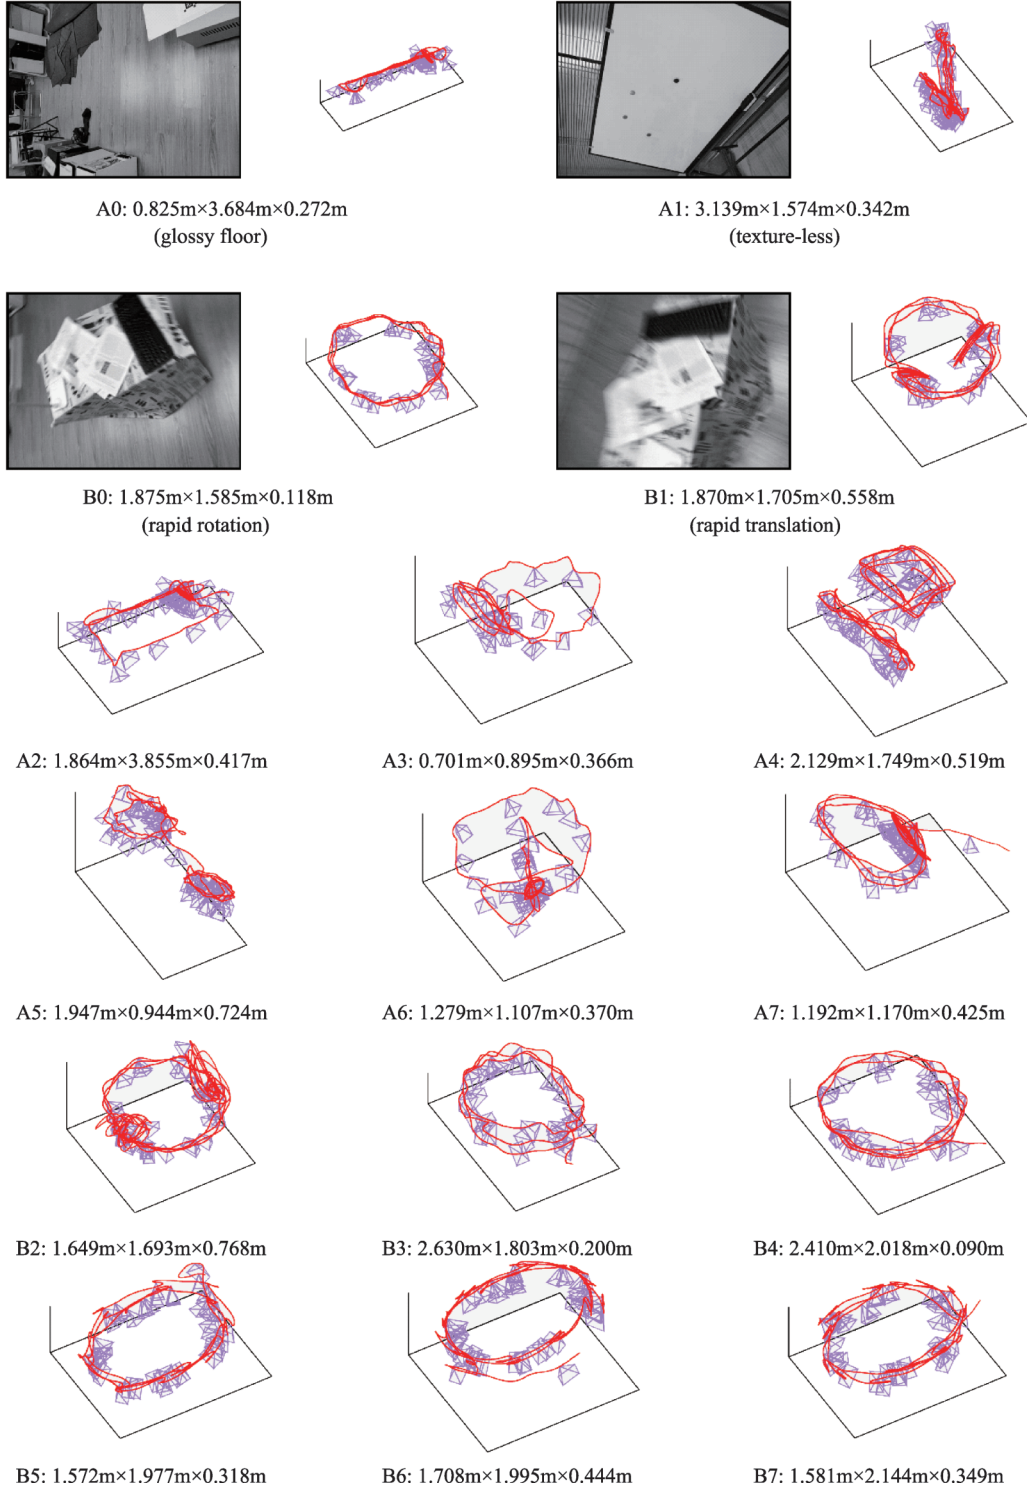 A0: 0.825m×3.684m×0.272m
(glossy floor)
A1: 3.139m×1.574m×0.342m
(texture-less)
B0: 1.875m×1.585m×0.118m
(rapid rotation)
B1: 1.870m×1.705m×0.558m
(rapid translation)
A2: 1.864m×3.855m×0.417m
A3: 0.701m×0.895m×0.366m
A4: 2.129m×1.749m×0.519m
A5: 1.947m×0.944m×0.724m
A6: 1.279m×1.107m×0.370m
A7: 1.192m×1.170m×0.425m
B2: 1.649m×1.693m×0.768m
B3: 2.630m×1.803m×0.200m
B4: 2.410m×2.018m×0.090m
B5: 1.572m×1.977m×0.318m
B6: 1.708m×1.995m×0.444m
B7: 1.581m×2.144m×0.349m